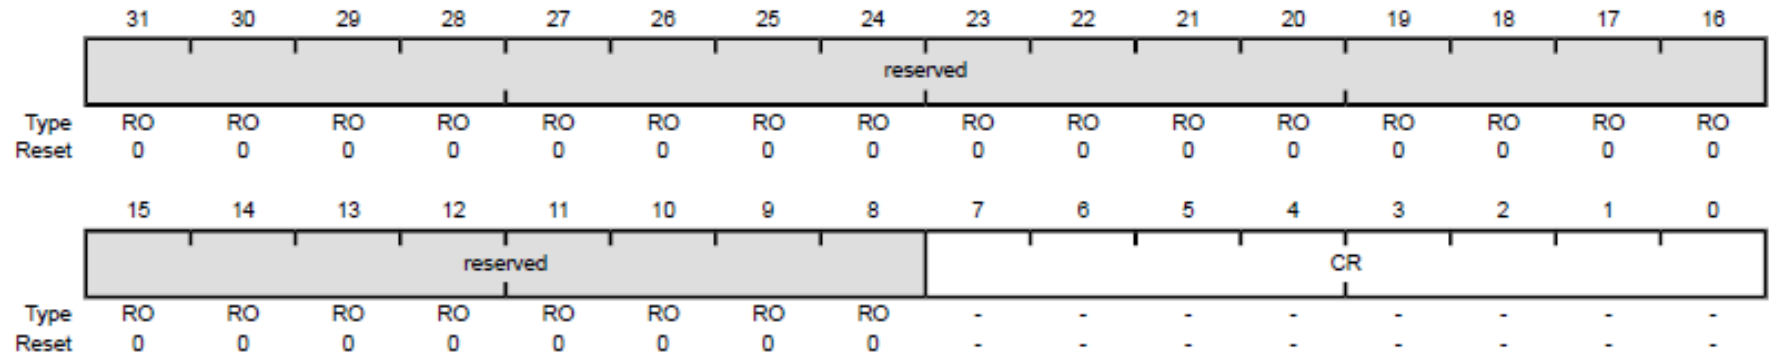 31 30 29 28 27 26 25 24 23 22 21 20 19 18 17 16
reserved
Type RO RO RO RO RO RO RO RO RO RO RO RO RO RO RO RO
Reset 0 0 0 0 0 0 0 0 0 0 0 0 0 0 0 0
15 14 13 12 11 10 9 8 7 6 5 4 3 2 1 0
reserved CR
Type RO RO RO RO RO RO RO RO - - - - - - - -
Reset 0 0 0 0 0 0 0 0 - - - - - - - -